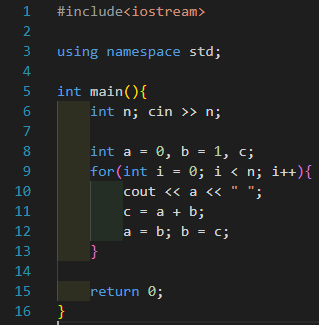 1 #include<iostream>
2
3 using namespace std;
4
5 int main(){
6     int n; cin >> n;
7
8     int a = 0, b = 1, c;
9     for(int i = 0; i < n; i++){
10         cout << a << " ";
11         c = a + b;
12         a = b; b = c;
13     }
14
15     return 0;
16 }